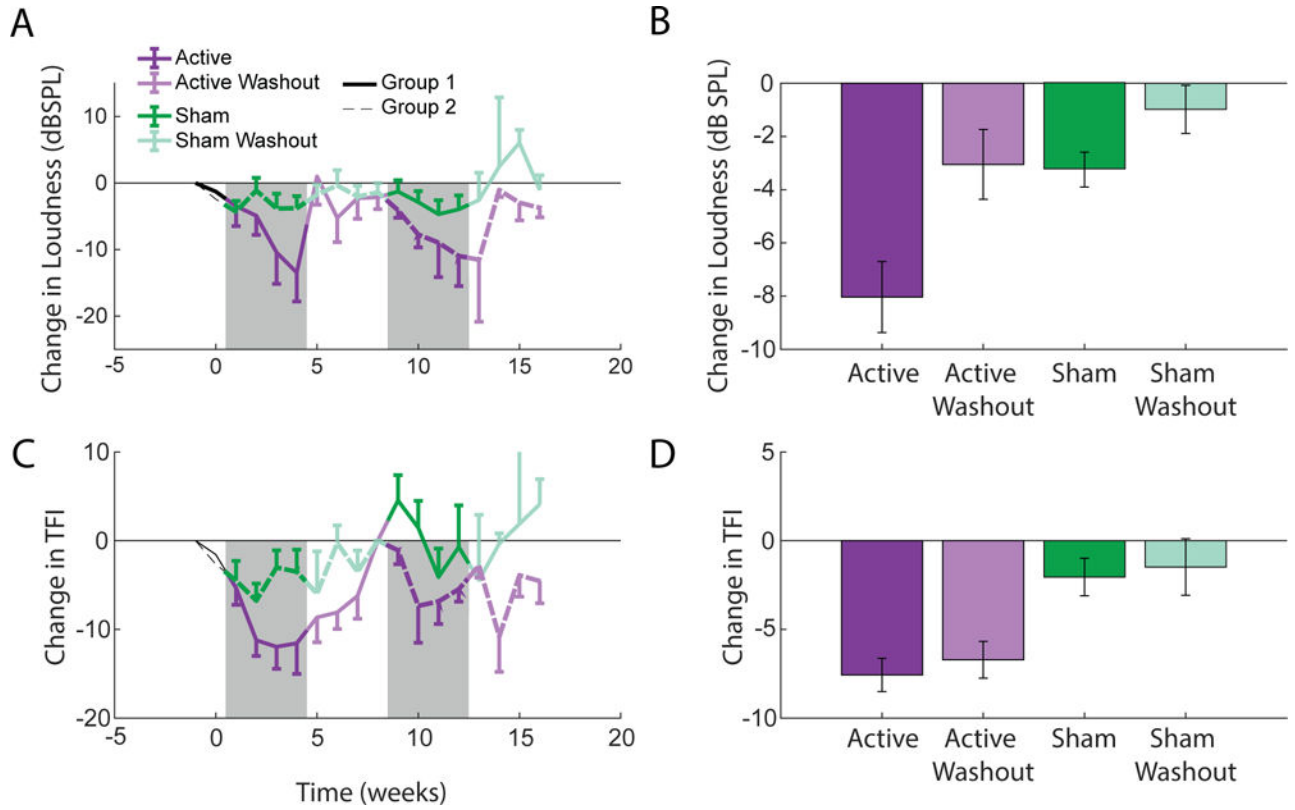 A
Active
Active Washout
Sham
Sham Washout
Group 1
Group 2
Change in Loudness (dBSPL)
10
0
-10
-20
-5
0
5
10
15
20
B
Change in Loudness (dB SPL)
0
-2
-4
-6
-8
-10
Active
Active
Washout
Sham
Sham
Washout
C
Change in TFI
10
0
-10
-20
-5
0
5
10
15
20
Time (weeks)
D
Change in TFI
5
0
-5
-10
Active
Active
Washout
Sham
Sham
Washout